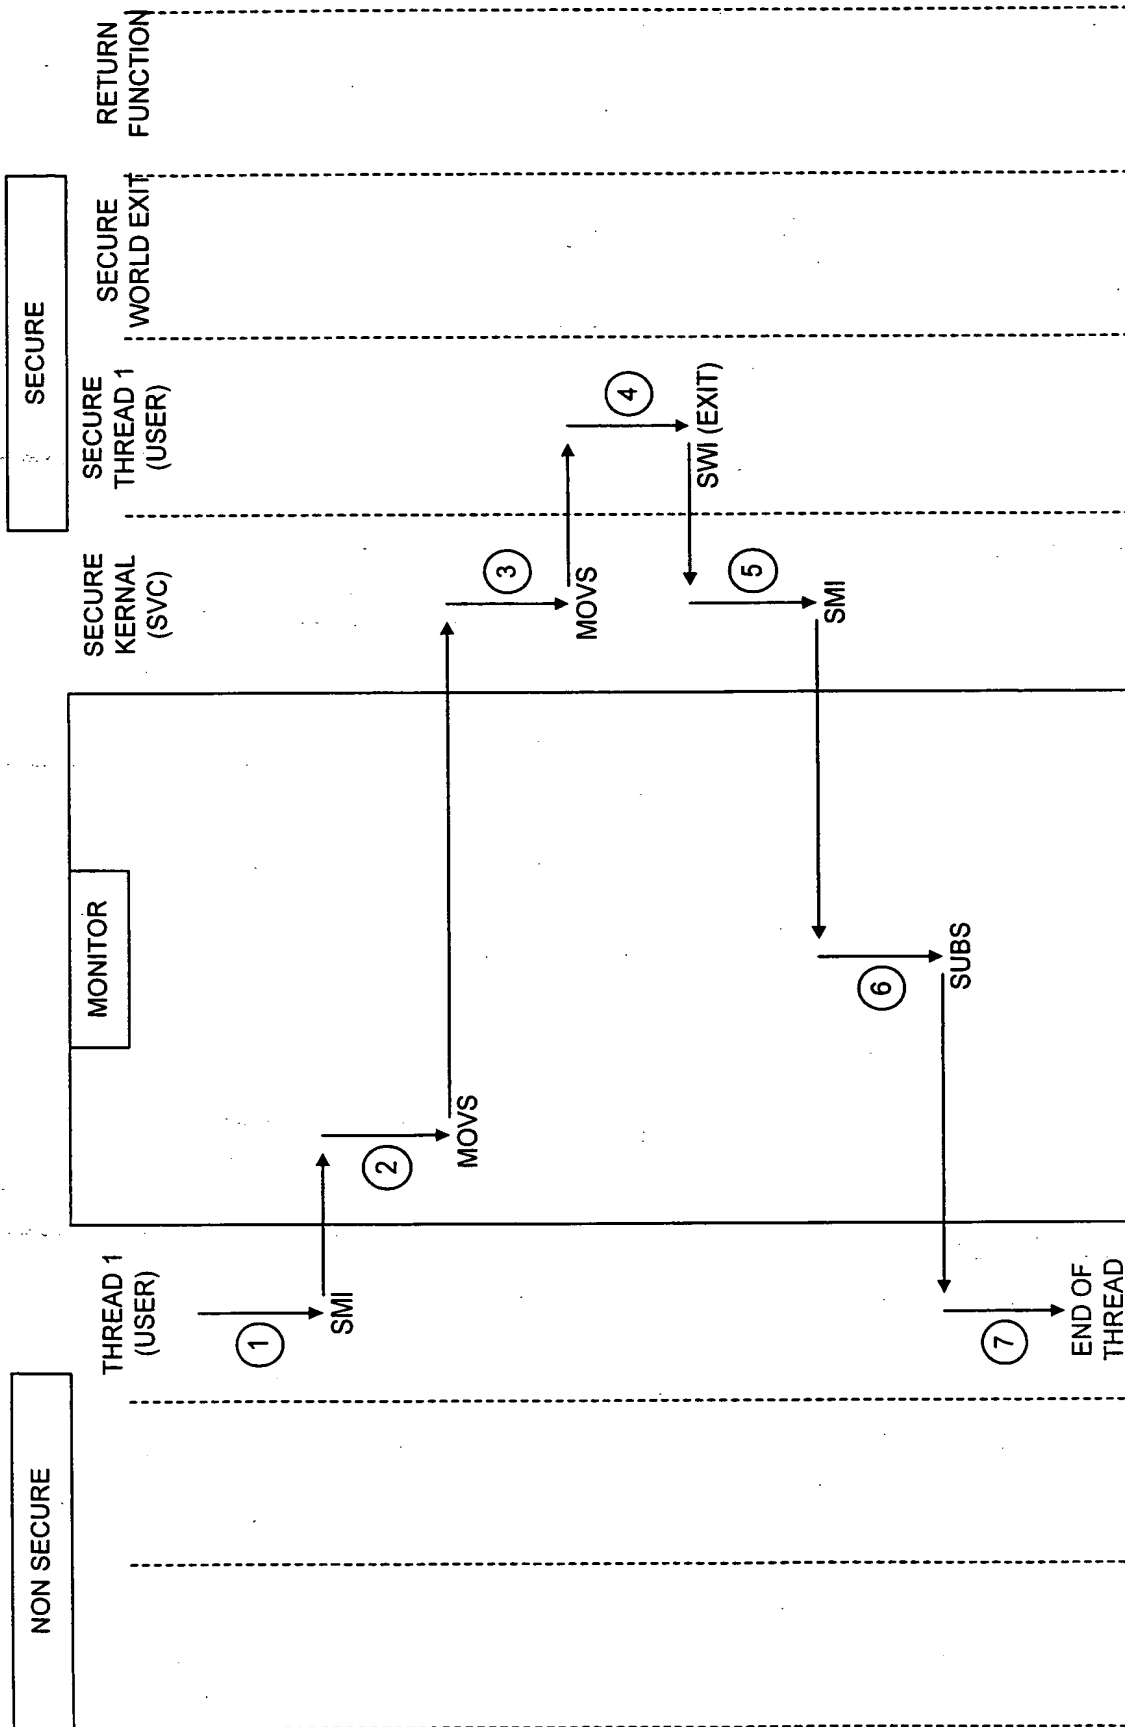 NON SECURE
MONITOR
SECURE
THREAD 1
(USER)
SECURE
KERNAL
(SVC)
SECURE
THREAD 1
(USER)
SECURE
WORLD EXIT
RETURN
FUNCTION
1
SMI
2
MOVS
3
MOVS
4
SWI (EXIT)
5
SMI
6
SUBS
7
END OF
THREAD